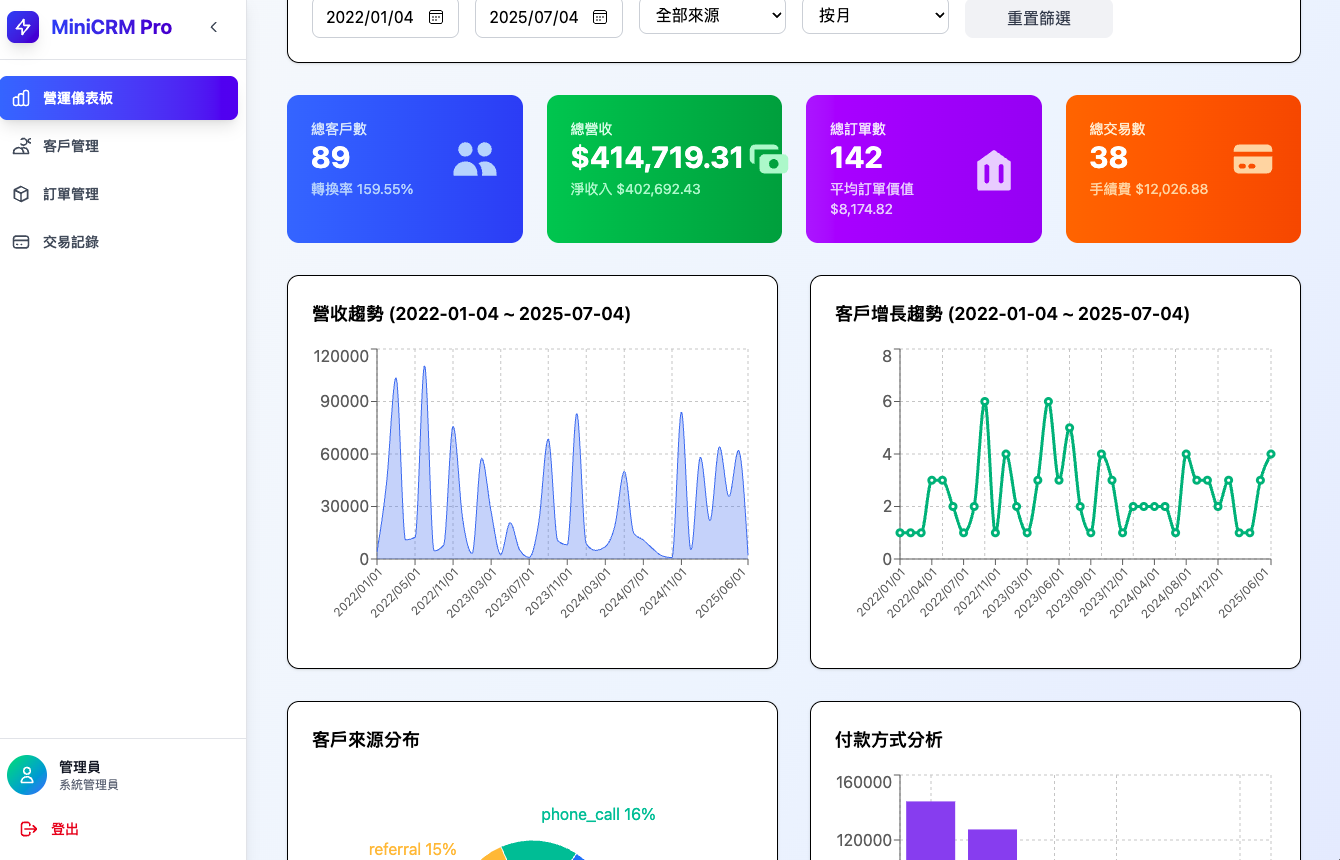 MiniCRM Pro
營運儀表板
客戶管理
訂單管理
交易記錄
管理員
系統管理員
登出
2022/01/04
2025/07/04
全部來源
按月
重置篩選
總客戶數
89
轉換率 159.55%
總營收
$414,719.31
淨收入 $402,692.43
總訂單數
142
平均訂單價值
$8,174.82
總交易數
38
手續費 $12,026.88
營收趨勢 (2022-01-04 ~ 2025-07-04)
120000
90000
60000
30000
0
2022/01/01
2022/05/01
2022/11/01
2023/03/01
2023/07/01
2023/11/01
2024/03/01
2024/07/01
2024/11/01
2025/06/01
客戶增長趨勢 (2022-01-04 ~ 2025-07-04)
8
6
4
2
0
2022/01/01
2022/04/01
2022/07/01
2022/11/01
2023/03/01
2023/06/01
2023/09/01
2023/12/01
2024/04/01
2024/08/01
2024/12/01
2025/06/01
客戶來源分布
phone_call 16%
referral 15%
付款方式分析
160000
120000